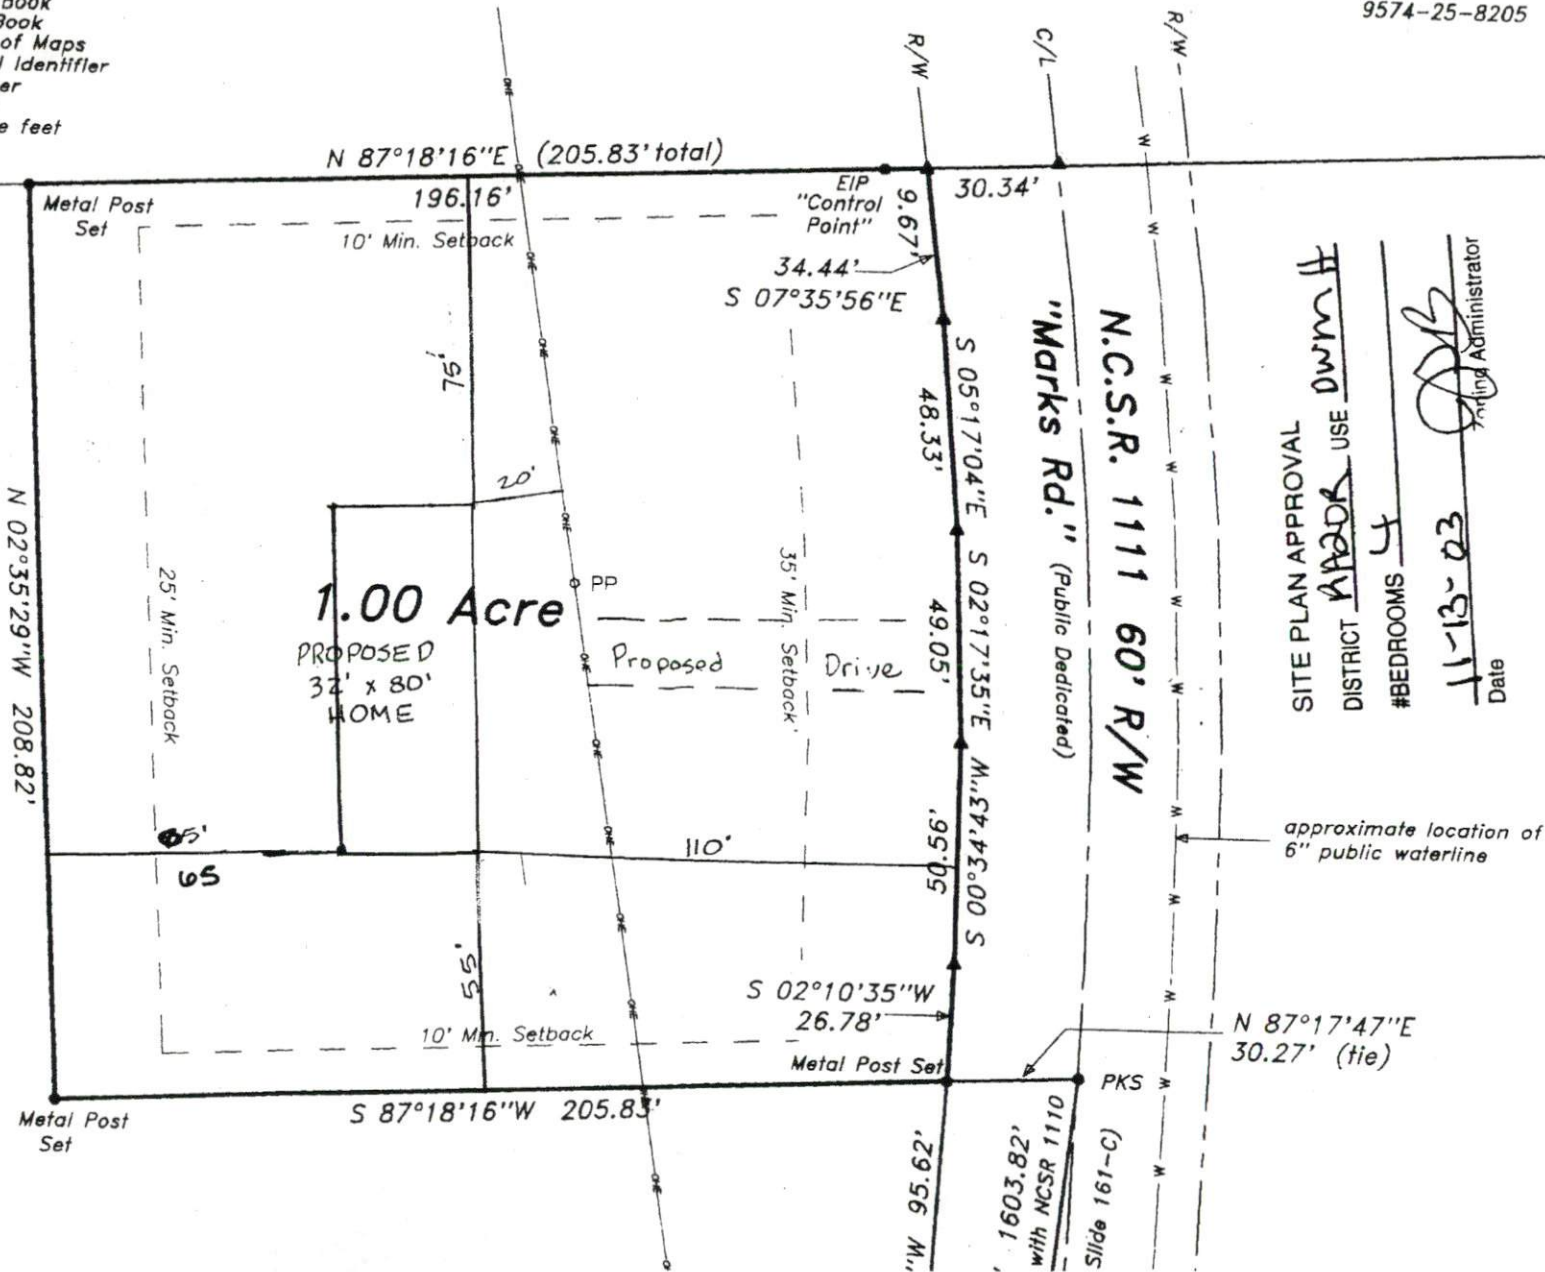 Book
Book
of Maps
l Identifier
er
e feet
9574-25-8205
R/W
C/L
R/W
N 87°18'16"E (205.83' total)
196.16'
Metal Post
Set
10' Min. Setback
EIP
"Control
Point"
9.67'
30.34'
34.44'
S 07°35'56"E
75'
20'
OHE
W
PP
1.00 Acre
PROPOSED
32' x 80'
HOME
Proposed Drive
25' Min. Setback
35' Min. Setback'
N 02°35'29"W 208.82'
S 05°17'04"E
48.33'
S 02°17'35"E
49.05'
S 00°34'43"W
50.56'
"Marks Rd." (Public Dedicated)
N.C.S.R. 1111 60' R/W
SITE PLAN APPROVAL
DISTRICT RA20R USE DWMH
#BEDROOMS 4
11-13-03
Date
Zoning Administrator
approximate location of
6" public waterline
65
110'
55'
S 02°10'35"W
26.78'
10' Min. Setback
Metal Post Set
N 87°17'47"E
30.27' (tie)
PKS
S 87°18'16"W 205.83'
Metal Post
Set
"W 95.62'
' 1603.82'
with NCSR 1110
Slide 161-C)